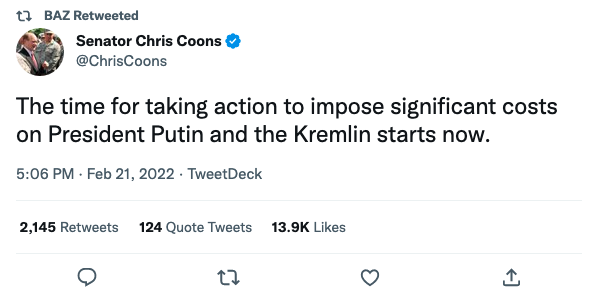 BAZ Retweeted
Senator Chris Coons
@ChrisCoons
The time for taking action to impose significant costs
on President Putin and the Kremlin starts now.
5:06 PM · Feb 21, 2022 · TweetDeck
2,145 Retweets 124 Quote Tweets 13.9K Likes